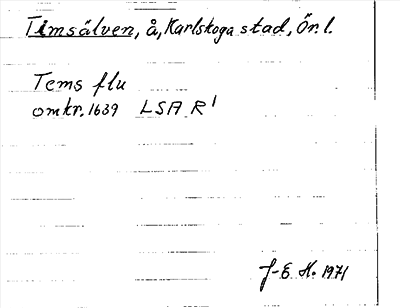 Timsälven, å, Karlskoga stad, Ör. l.
Tems flu
omkr. 1639 LSA R1
J-E H. 1971